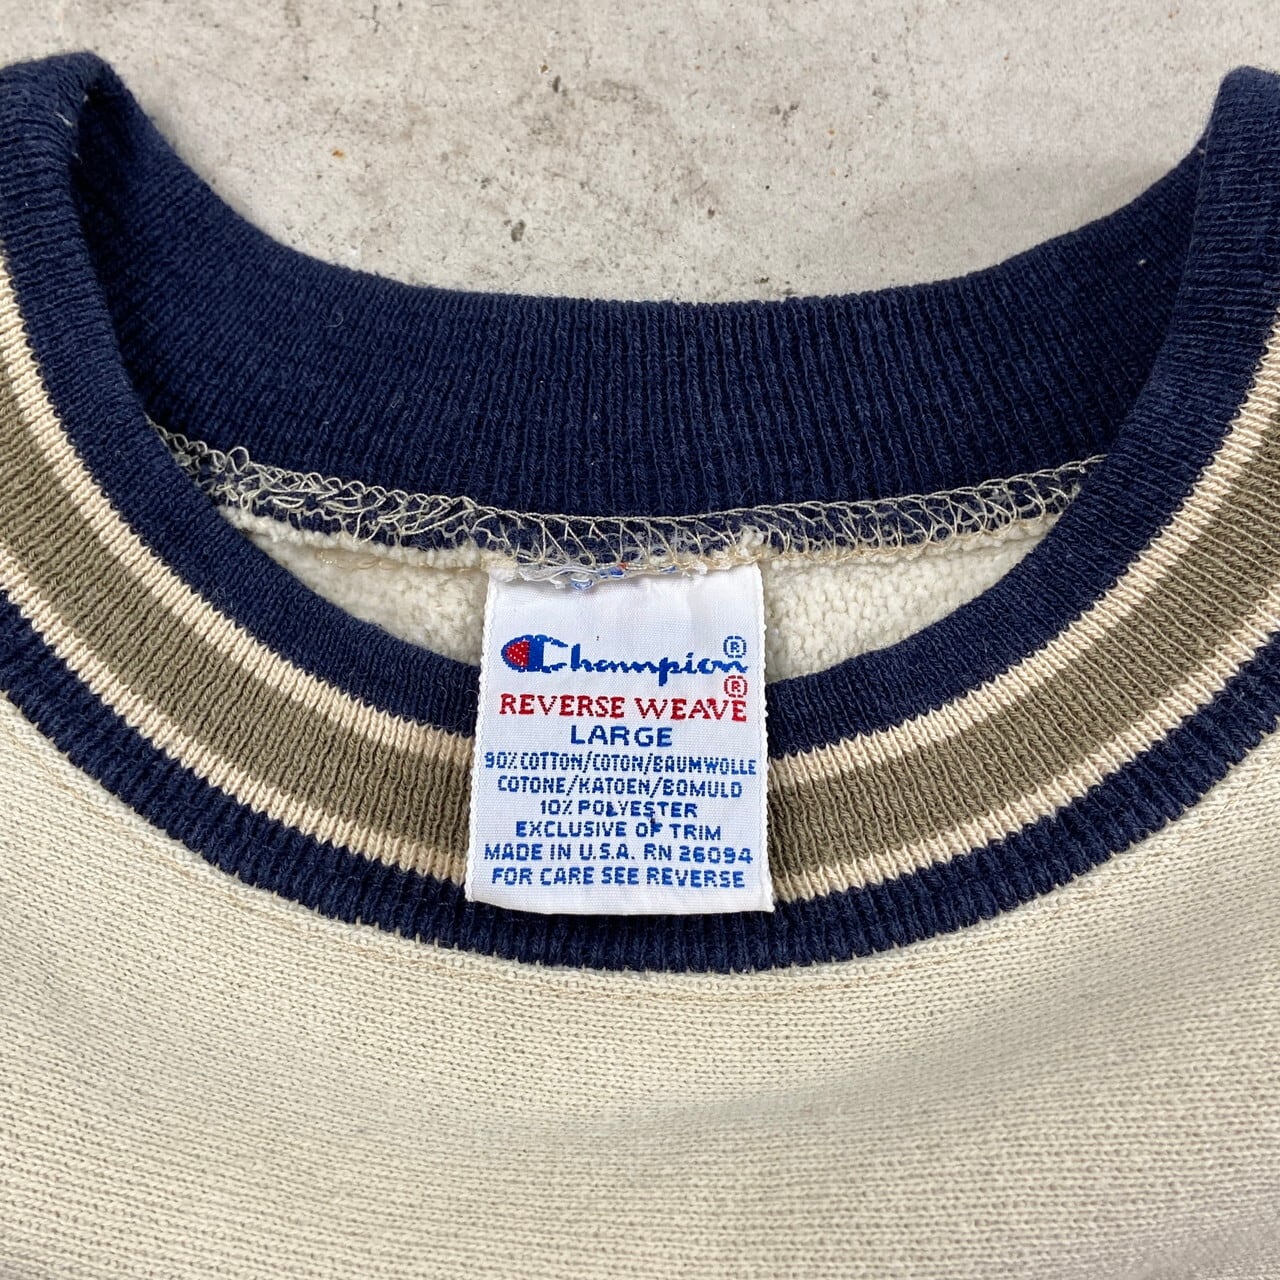 Champion®
REVERSE WEAVE®
LARGE
90% COTTON/COTON/BAUMWOLLE
COTONE/KATOEN/BOMULD
10% POLYESTER
EXCLUSIVE OF TRIM
MADE IN U.S.A. RN 26094
FOR CARE SEE REVERSE